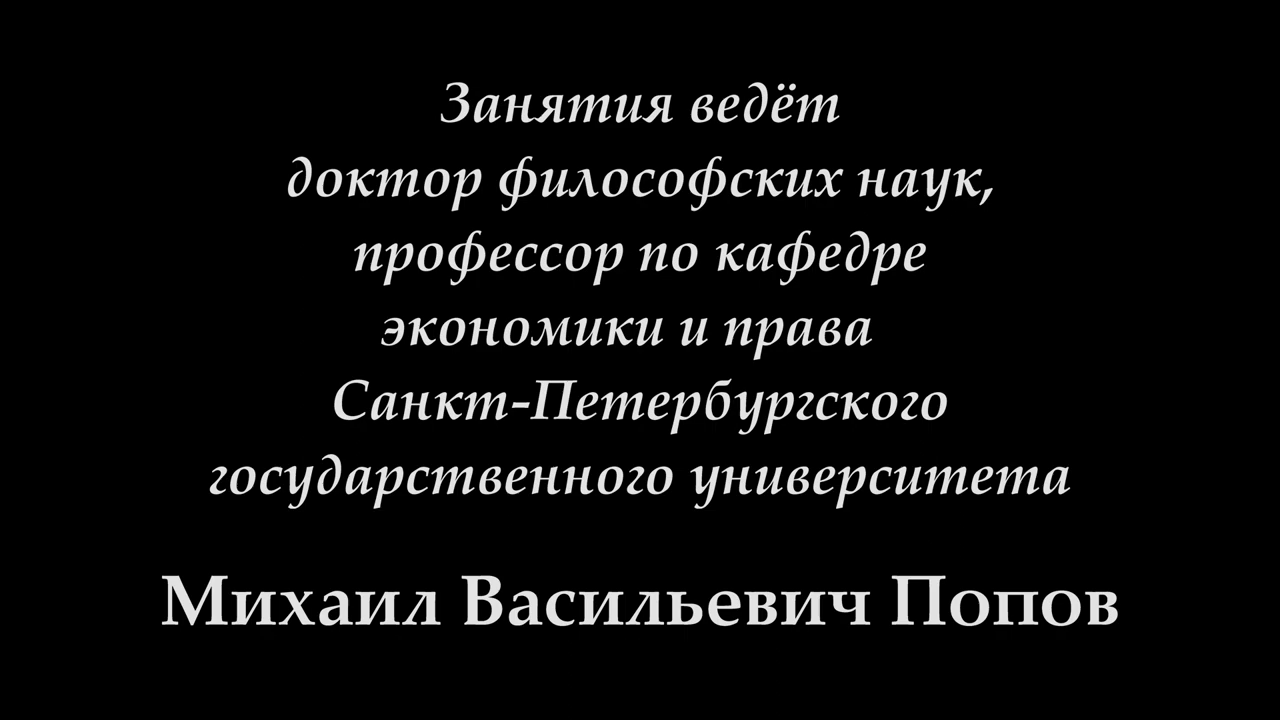 Занятия ведёт
доктор философских наук,
профессор по кафедре
экономики и права
Санкт-Петербургского
государственного университета
Михаил Васильевич Попов